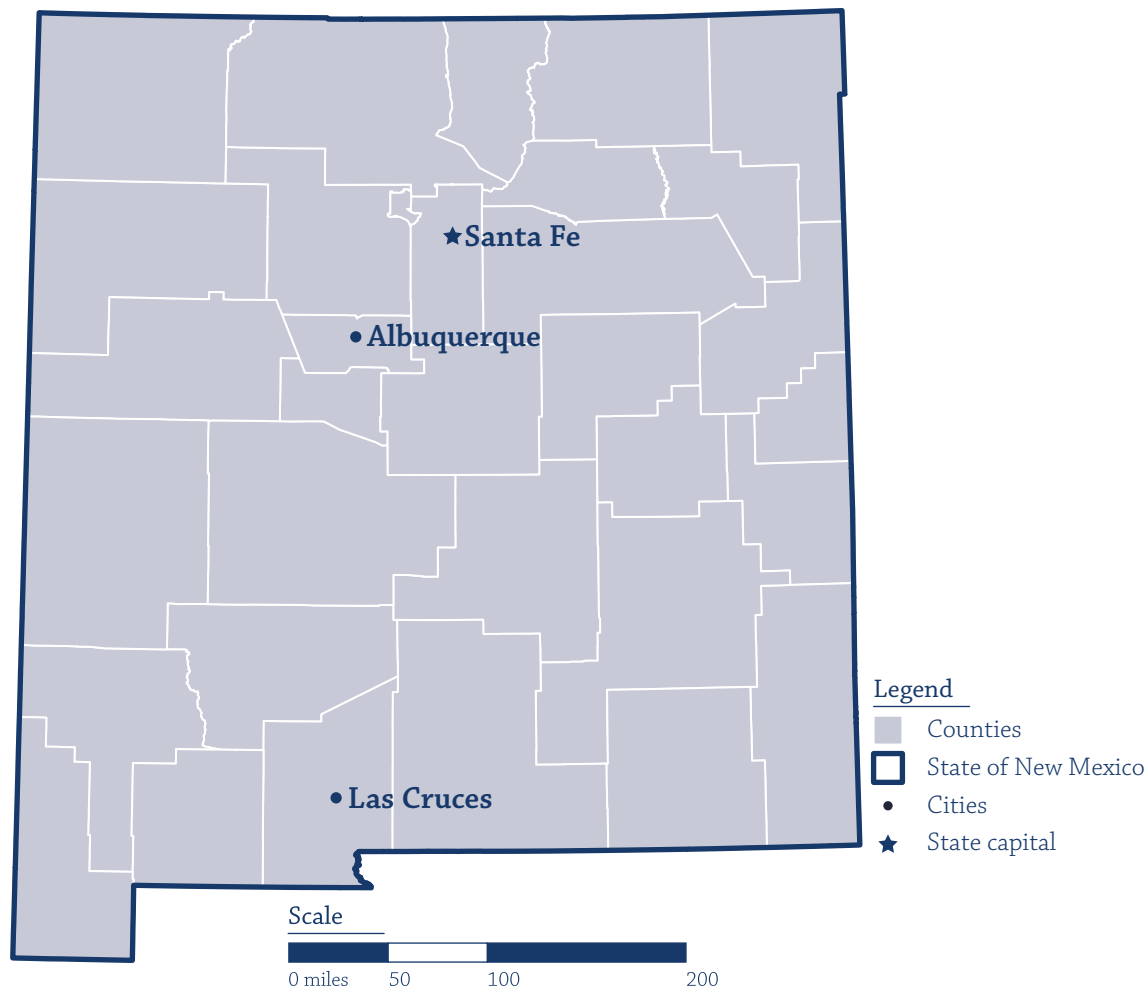 Santa Fe
Albuquerque
Las Cruces
Legend
Counties
State of New Mexico
Cities
State capital
Scale
0 miles 50 100 200